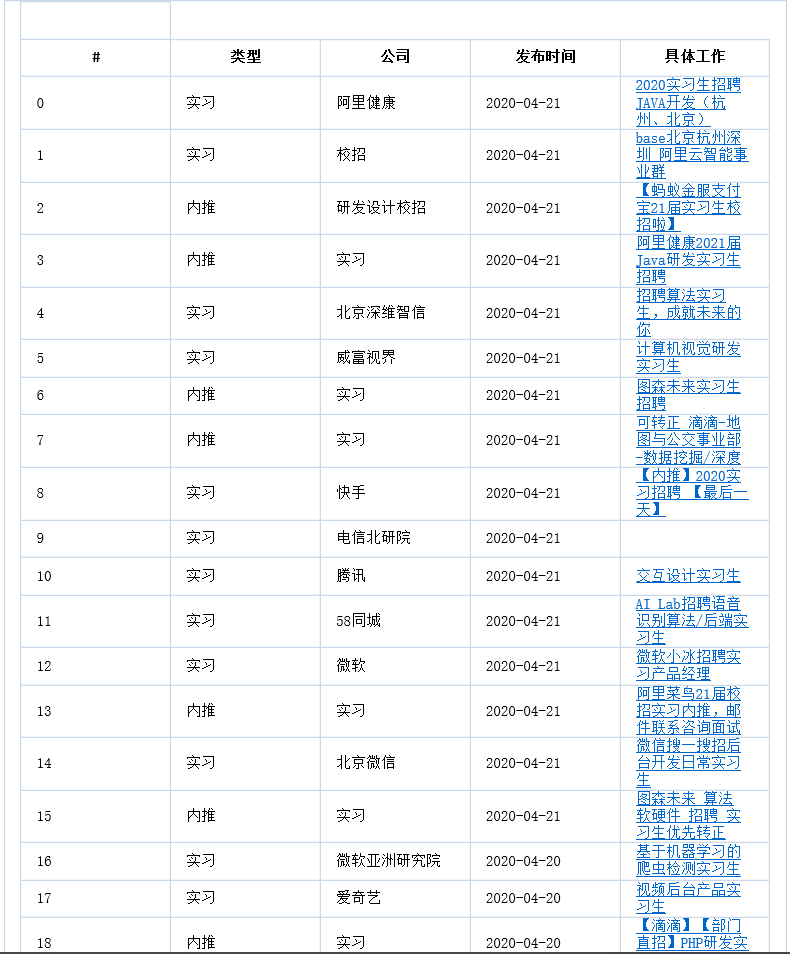 # 类型 公司 发布时间 具体工作
0 实习 阿里健康 2020-04-21 2020实习生招聘
JAVA开发（杭
州、北京）
1 实习 校招 2020-04-21 base北京杭州深
圳 阿里云智能事
业群
2 内推 研发设计校招 2020-04-21 【蚂蚁金服支付
宝21届实习生校
招啦】
3 内推 实习 2020-04-21 阿里健康2021届
Java研发实习生
招聘
4 实习 北京深维智信 2020-04-21 招聘算法实习
生，成就未来的
你
5 实习 威富视界 2020-04-21 计算机视觉研发
实习生
6 内推 实习 2020-04-21 图森未来实习生
招聘
7 内推 实习 2020-04-21 可转正 滴滴-地
图与公交事业部
-数据挖掘/深度
8 实习 快手 2020-04-21 【内推】2020实
习招聘 【最后一
天】
9 实习 电信北研院 2020-04-21
10 实习 腾讯 2020-04-21 交互设计实习生
11 实习 58同城 2020-04-21 AI Lab招聘语音
识别算法/后端实
习生
12 实习 微软 2020-04-21 微软小冰招聘实
习产品经理
13 内推 实习 2020-04-21 阿里菜鸟21届校
招实习内推，邮
件联系咨询面试
14 实习 北京微信 2020-04-21 微信搜一搜招后
台开发日常实习
生
15 内推 实习 2020-04-21 图森未来 算法
软硬件 招聘 实
习生优先转正
16 实习 微软亚洲研究院 2020-04-20 基于机器学习的
爬虫检测实习生
17 实习 爱奇艺 2020-04-20 视频后台产品实
习生
18 内推 实习 2020-04-20 【滴滴】【部门
直招】PHP研发实